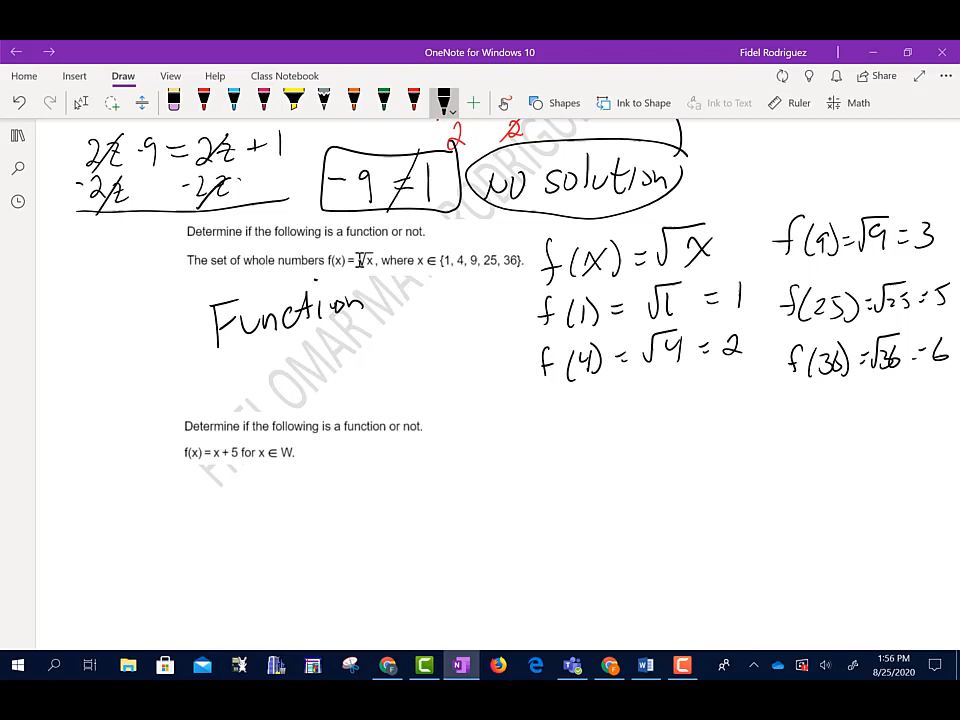 OneNote for Windows 10
Fidel Rodriguez
Home Insert Draw View Help Class Notebook
Share
Shapes Ink to Shape Ink to Text Ruler Math
2z - 9 = 2z + 1
-2z -2z
-9 ≠ 1
2 2
NO solution
Determine if the following is a function or not.
The set of whole numbers f(x) = √x, where x ∈ {1, 4, 9, 25, 36}.
Function
f(x) = √x
f(1) = √1 = 1
f(4) = √4 = 2
f(9) = √9 = 3
f(25) = √25 = 5
f(36) = √36 = 6
Determine if the following is a function or not.
f(x) = x + 5 for x ∈ W.
1:56 PM
8/25/2020